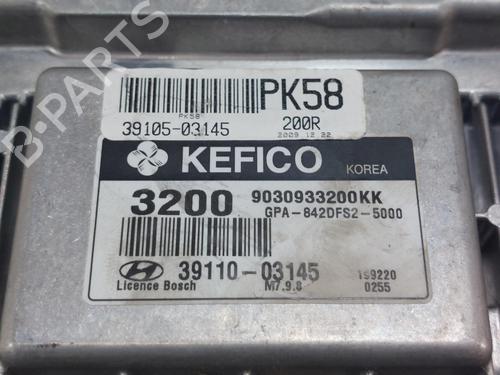 B-PARTS
PK58
PK58
39105-03145
200R
2009.12.22
KEFICO
KOREA
3200
9030933200KK
GPA-842DFS2-5000
39110-03145
Licence Bosch
M7.9.8
199220
0255